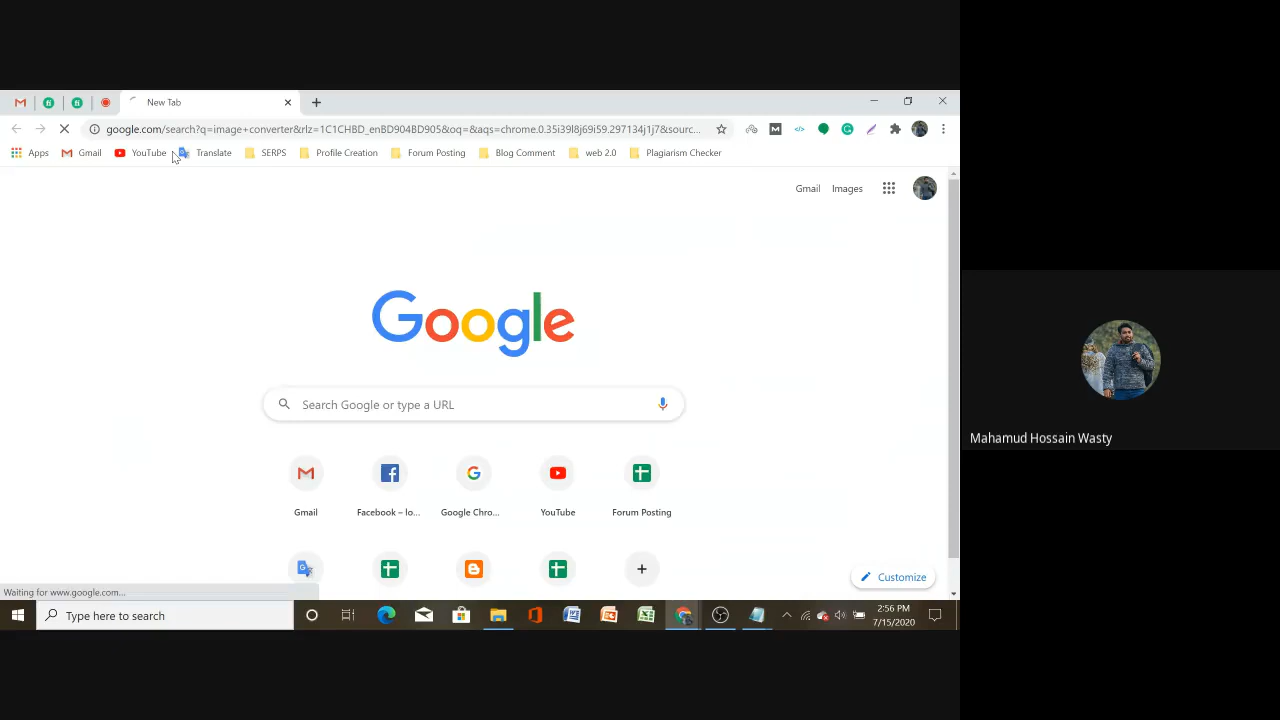 New Tab
google.com/search?q=image+converter&rlz=1C1CHBD_enBD904BD905&oq=&aqs=chrome.0.35i39l8j69i59.297134j1j7&sourc...
Apps Gmail YouTube Translate SERPS Profile Creation Forum Posting Blog Comment web 2.0 Plagiarism Checker
Gmail Images
Google
Search Google or type a URL
Gmail Facebook – lo... Google Chro... YouTube Forum Posting
Customize
Waiting for www.google.com...
Type here to search
2:56 PM
7/15/2020
Mahamud Hossain Wasty